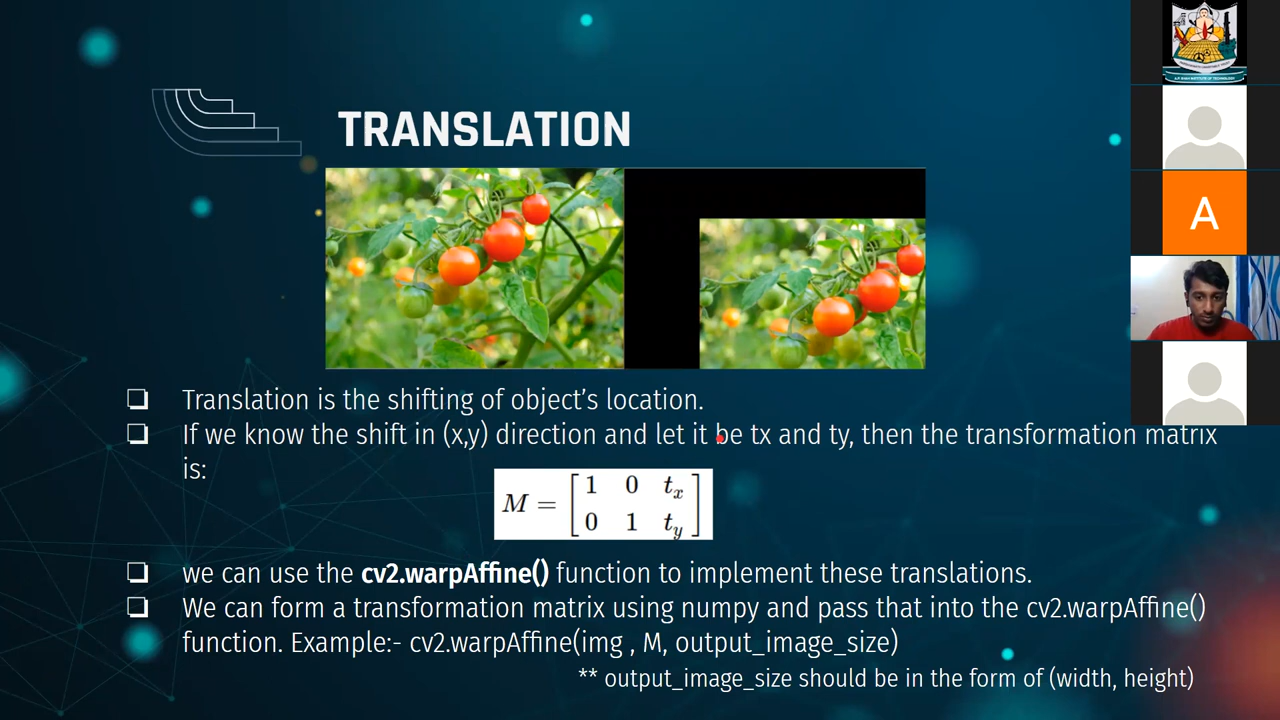 TRANSLATION
A
❑ Translation is the shifting of object's location.
❑ If we know the shift in (x,y) direction and let it be tx and ty, then the transformation matrix
is:
M = [ 1 0 tx
0 1 ty ]
❑ we can use the cv2.warpAffine() function to implement these translations.
❑ We can form a transformation matrix using numpy and pass that into the cv2.warpAffine()
function. Example:- cv2.warpAffine(img , M, output_image_size)
** output_image_size should be in the form of (width, height)